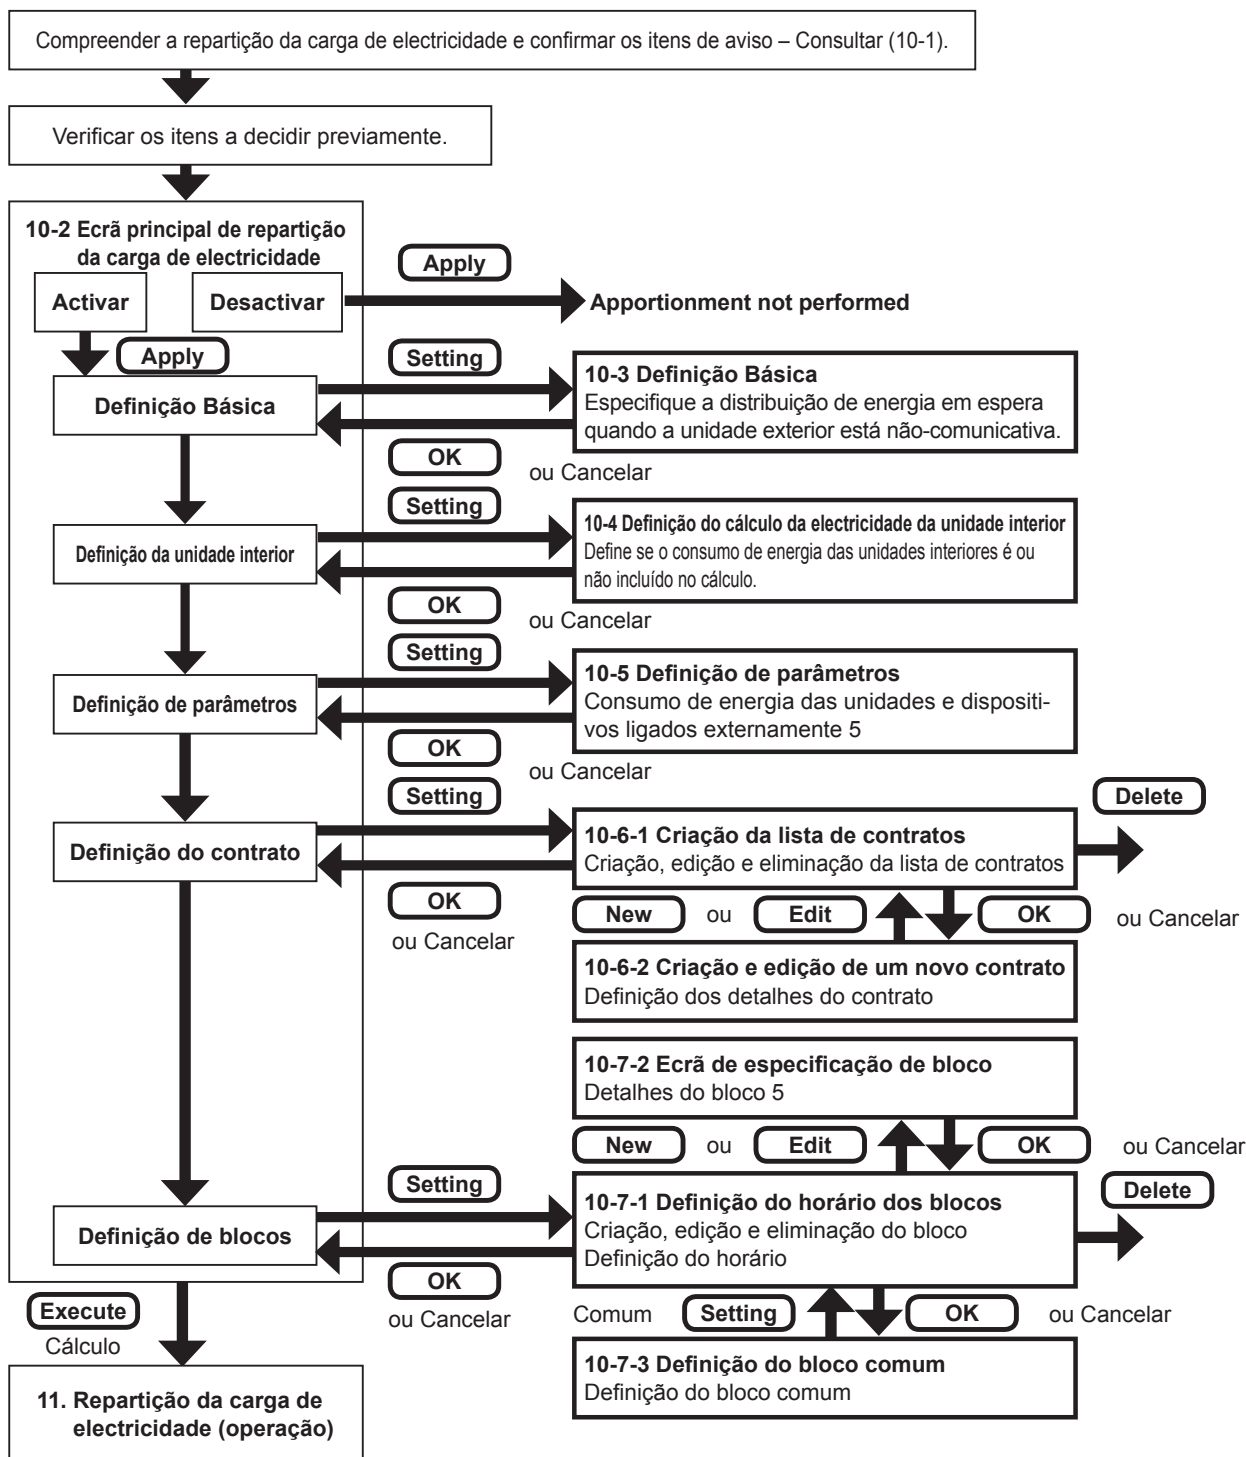 Compreender a repartição da carga de electricidade e confirmar os itens de aviso – Consultar (10-1).
Verificar os itens a decidir previamente.
10-2 Ecrã principal de repartição
da carga de electricidade
Activar
Desactivar
Apply
Apportionment not performed
Apply
Definição Básica
Setting
10-3 Definição Básica
Especifique a distribuição de energia em espera
quando a unidade exterior está não-comunicativa.
OK
ou Cancelar
Definição da unidade interior
Setting
10-4 Definição do cálculo da electricidade da unidade interior
Define se o consumo de energia das unidades interiores é ou
não incluído no cálculo.
OK
ou Cancelar
Definição de parâmetros
Setting
10-5 Definição de parâmetros
Consumo de energia das unidades e dispositi-
vos ligados externamente 5
OK
ou Cancelar
Definição do contrato
Setting
10-6-1 Criação da lista de contratos
Criação, edição e eliminação da lista de contratos
Delete
OK
ou Cancelar
New ou Edit
OK ou Cancelar
10-6-2 Criação e edição de um novo contrato
Definição dos detalhes do contrato
10-7-2 Ecrã de especificação de bloco
Detalhes do bloco 5
New ou Edit
OK ou Cancelar
Definição de blocos
Setting
10-7-1 Definição do horário dos blocos
Criação, edição e eliminação do bloco
Definição do horário
Delete
OK
ou Cancelar
Comum Setting
OK ou Cancelar
10-7-3 Definição do bloco comum
Definição do bloco comum
Execute
Cálculo
11. Repartição da carga de
electricidade (operação)